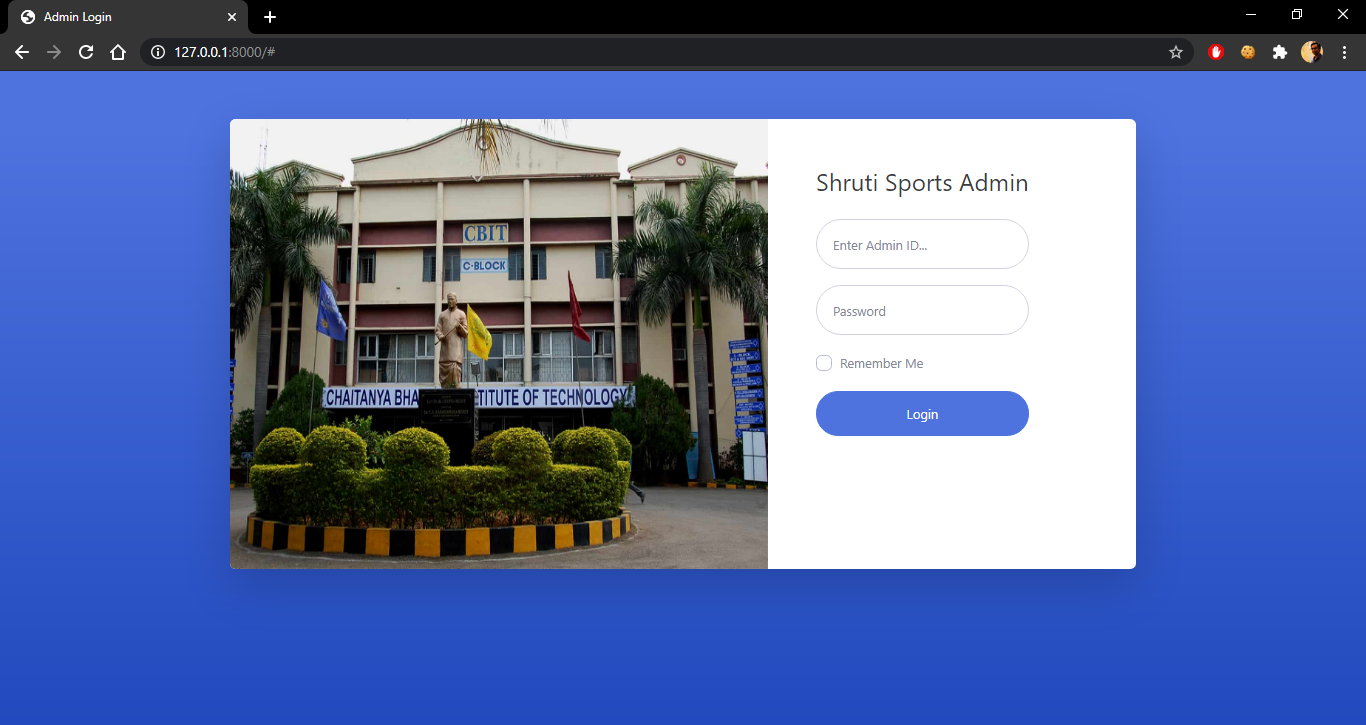 Admin Login
127.0.0.1:8000/#
CBIT
C-BLOCK
CHAITANYA BHA
TITUTE OF TECHNOLOGY
Shruti Sports Admin
Enter Admin ID...
Password
Remember Me
Login